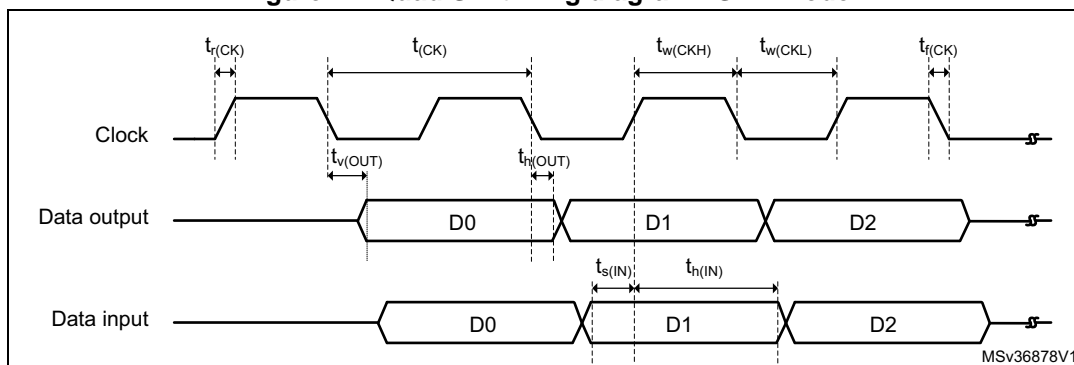 t_r(CK) t_(CK) t_w(CKH) t_w(CKL) t_f(CK)
Clock
t_v(OUT) t_h(OUT)
Data output D0 D1 D2
t_s(IN) t_h(IN)
Data input D0 D1 D2
MSv36878V1